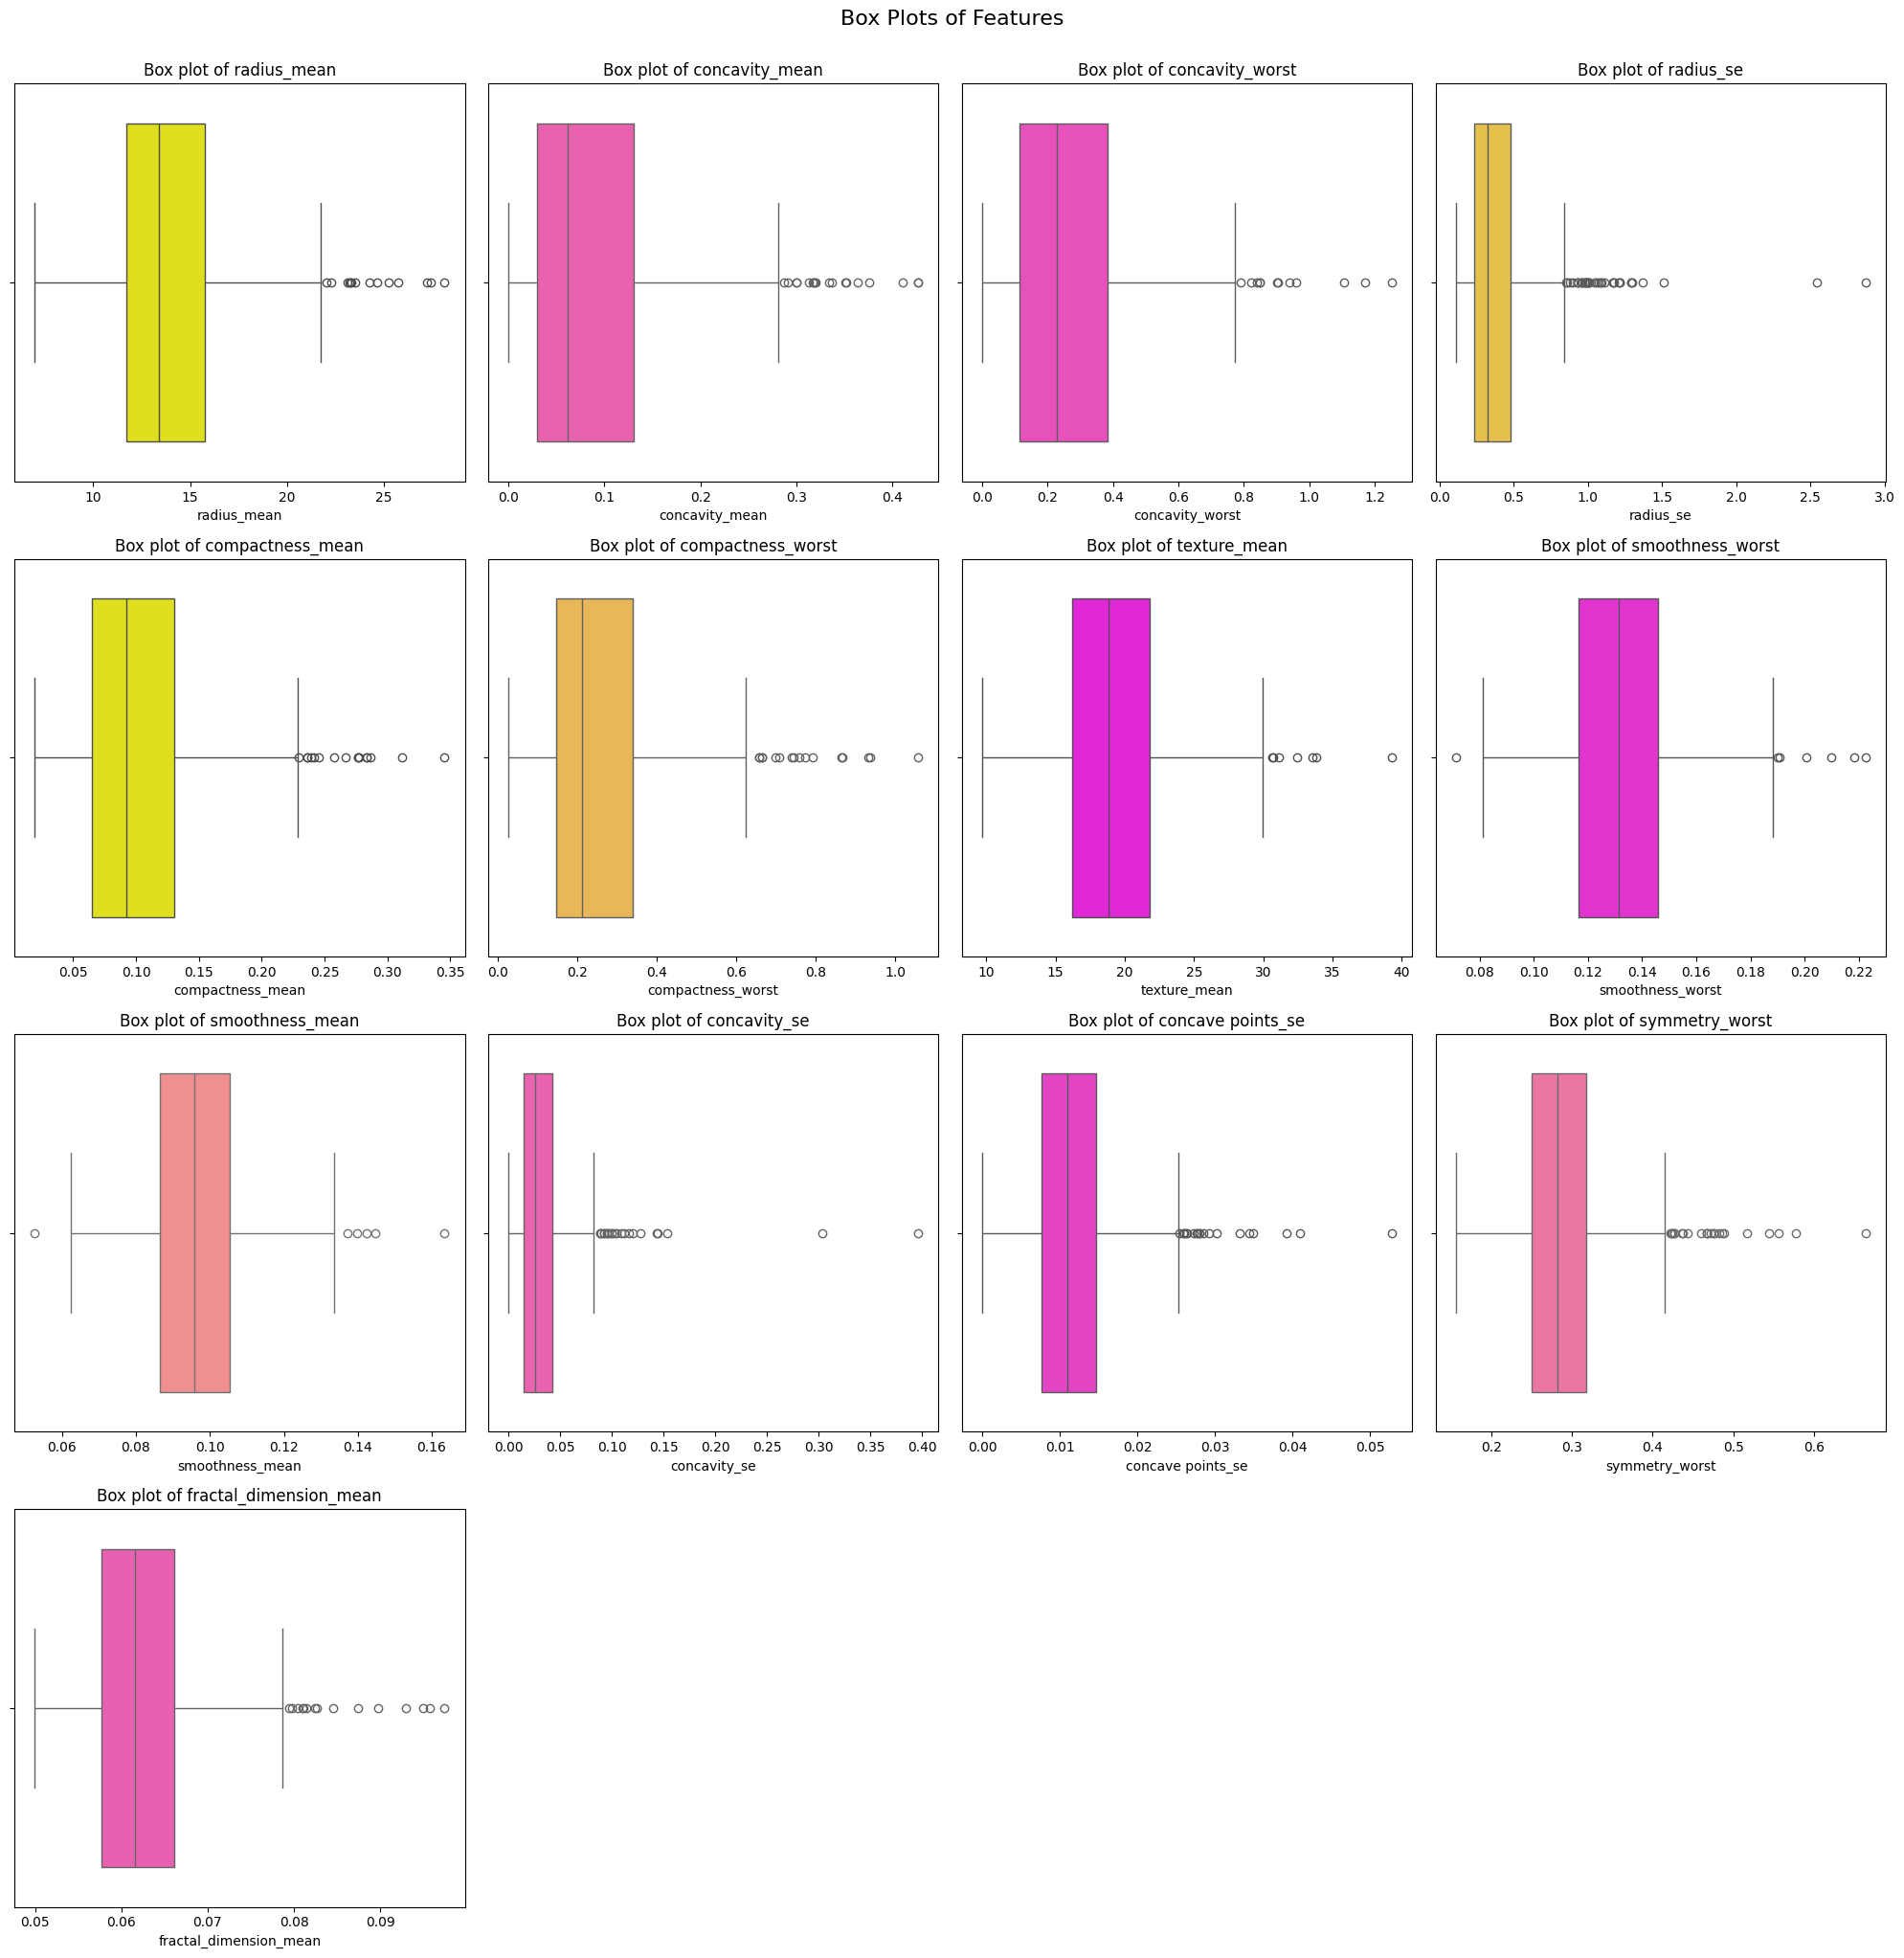 Box Plots of Features
Box plot of radius_mean
Box plot of concavity_mean
Box plot of concavity_worst
Box plot of radius_se
10 15 20 25
0.0 0.1 0.2 0.3 0.4
0.0 0.2 0.4 0.6 0.8 1.0 1.2
0.0 0.5 1.0 1.5 2.0 2.5 3.0
radius_mean
concavity_mean
concavity_worst
radius_se
Box plot of compactness_mean
Box plot of compactness_worst
Box plot of texture_mean
Box plot of smoothness_worst
0.05 0.10 0.15 0.20 0.25 0.30 0.35
0.0 0.2 0.4 0.6 0.8 1.0
10 15 20 25 30 35 40
0.08 0.10 0.12 0.14 0.16 0.18 0.20 0.22
compactness_mean
compactness_worst
texture_mean
smoothness_worst
Box plot of smoothness_mean
Box plot of concavity_se
Box plot of concave points_se
Box plot of symmetry_worst
0.06 0.08 0.10 0.12 0.14 0.16
0.00 0.05 0.10 0.15 0.20 0.25 0.30 0.35 0.40
0.00 0.01 0.02 0.03 0.04 0.05
0.2 0.3 0.4 0.5 0.6
smoothness_mean
concavity_se
concave points_se
symmetry_worst
Box plot of fractal_dimension_mean
0.05 0.06 0.07 0.08 0.09
fractal_dimension_mean